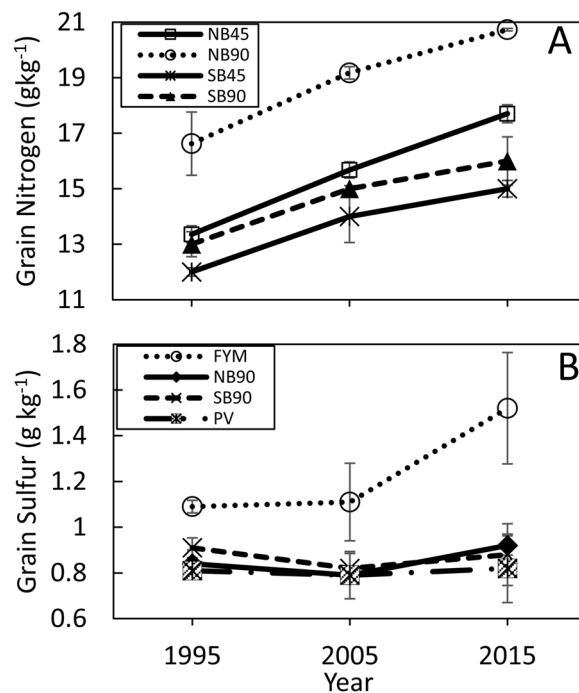 A
NB45
NB90
SB45
SB90
Grain Nitrogen (gkg-1)
21
19
17
15
13
11
B
FYM
NB90
SB90
PV
Grain Sulfur (g kg-1)
1.8
1.6
1.4
1.2
1
0.8
0.6
1995 2005 2015
Year